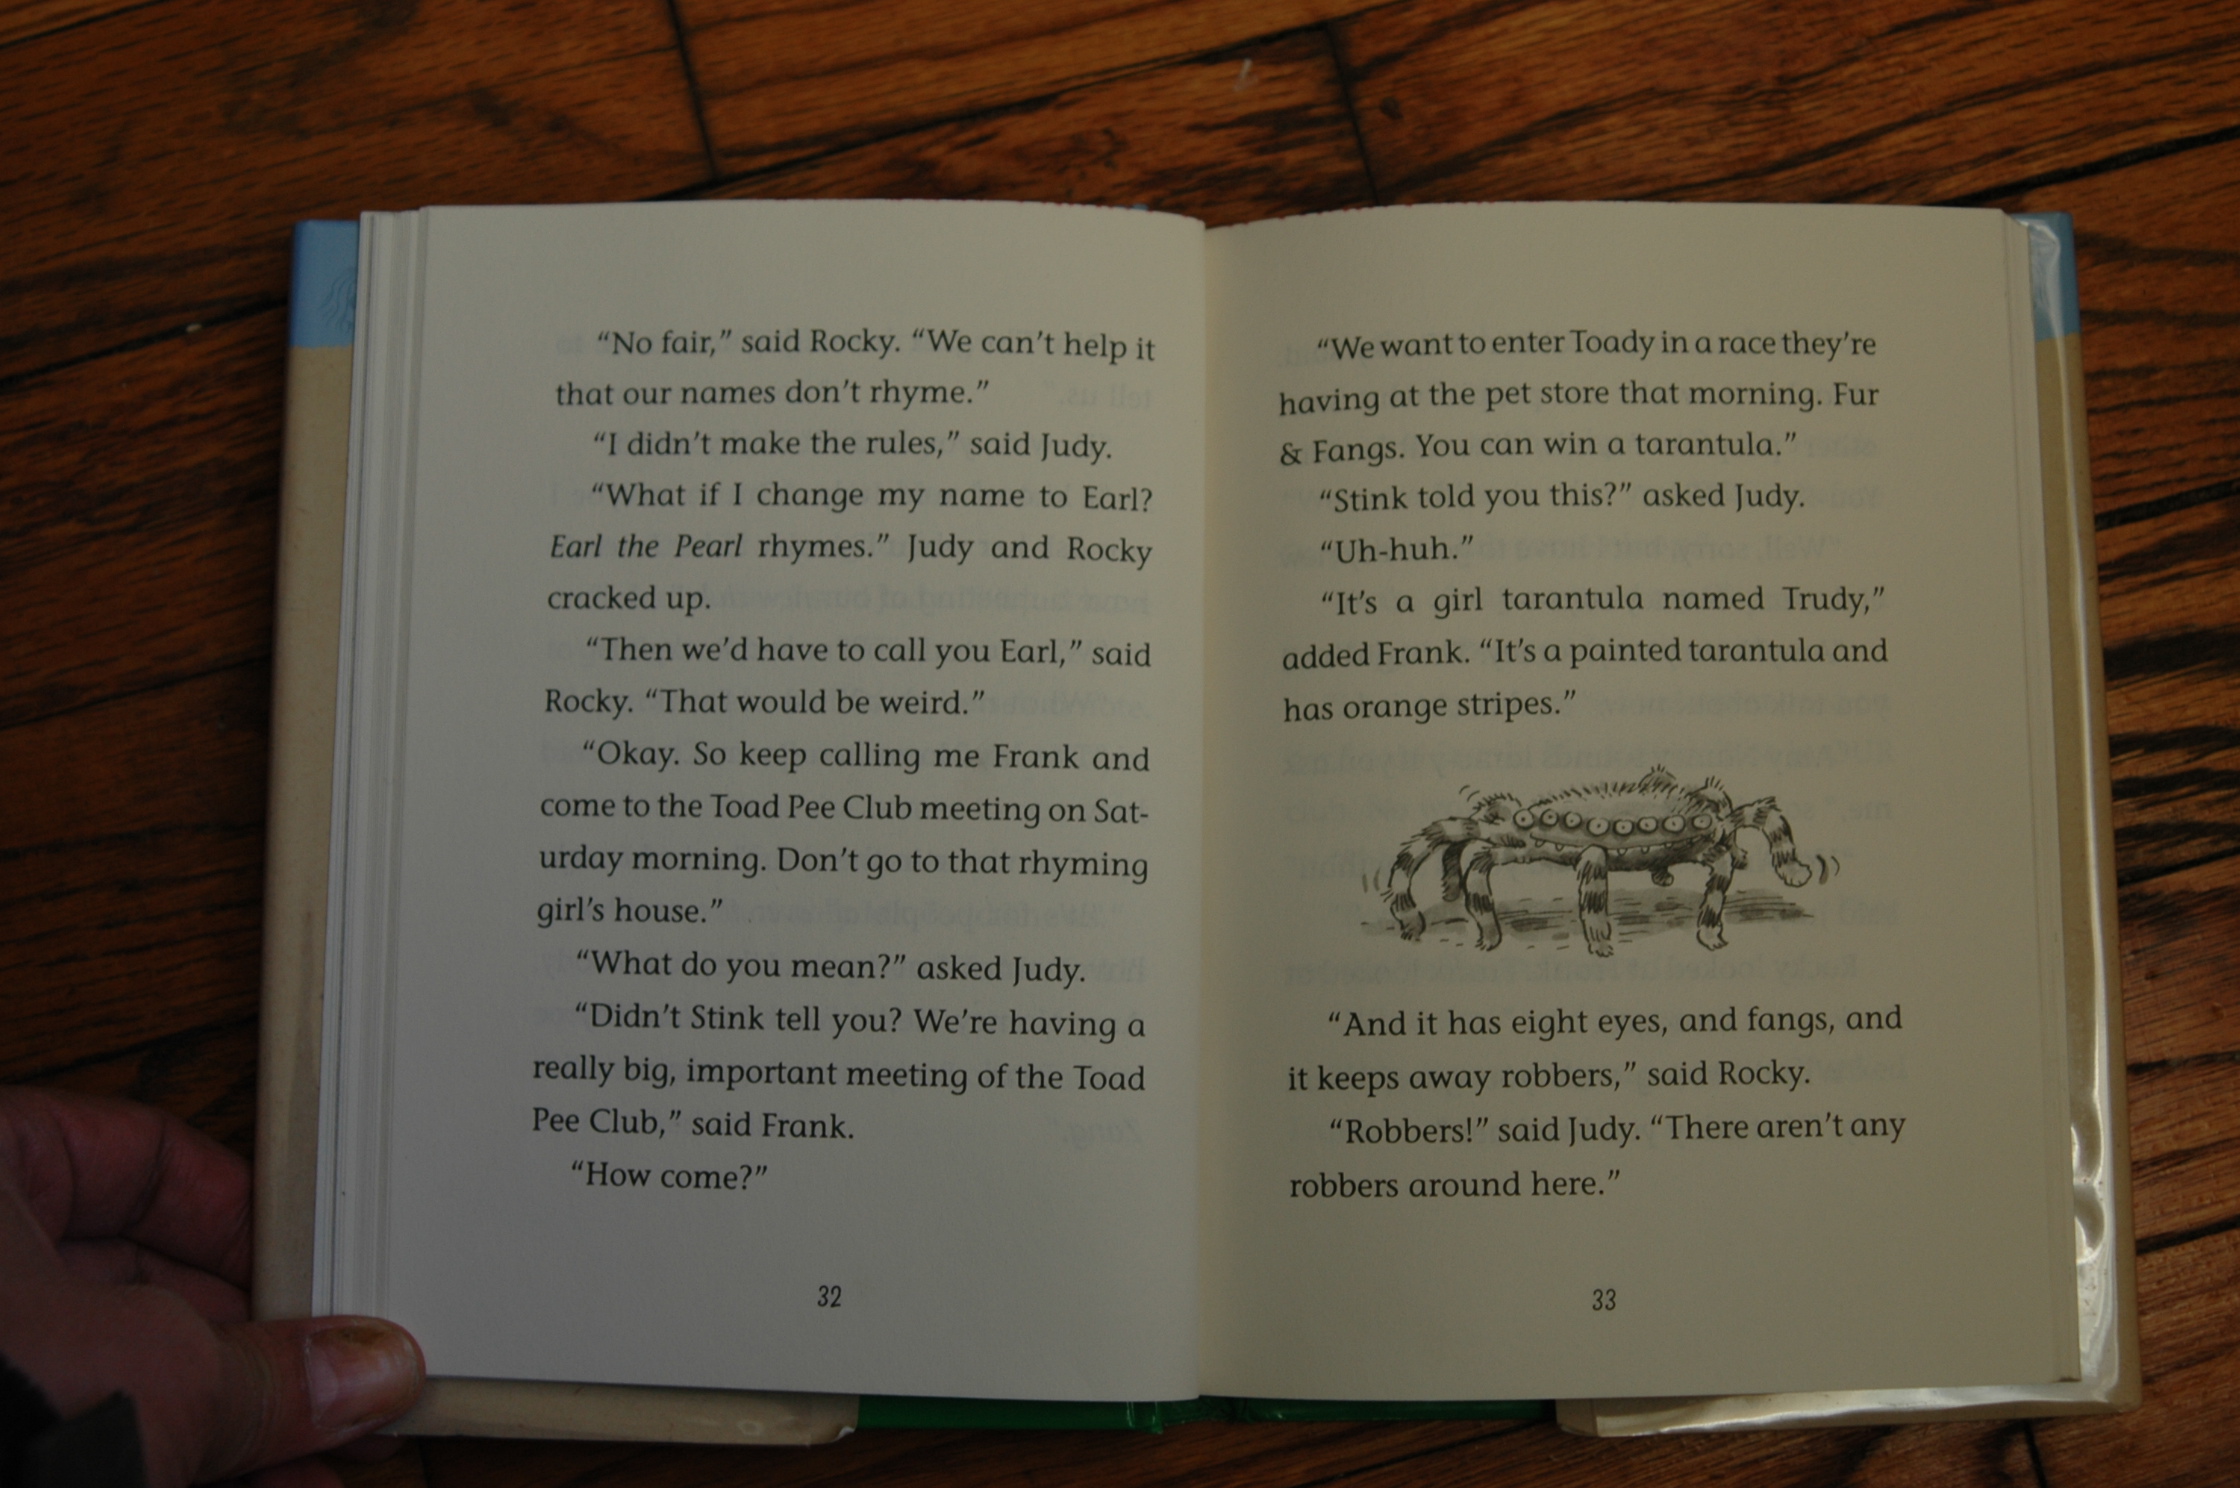 “No fair,” said Rocky. “We can’t help it
that our names don’t rhyme.”
“I didn’t make the rules,” said Judy.
“What if I change my name to Earl?
Earl the Pearl rhymes.” Judy and Rocky
cracked up.
“Then we’d have to call you Earl,” said
Rocky. “That would be weird.”
“Okay. So keep calling me Frank and
come to the Toad Pee Club meeting on Sat-
urday morning. Don’t go to that rhyming
girl’s house.”
“What do you mean?” asked Judy.
“Didn’t Stink tell you? We’re having a
really big, important meeting of the Toad
Pee Club,” said Frank.
“How come?”
32
“We want to enter Toady in a race they’re
having at the pet store that morning. Fur
& Fangs. You can win a tarantula.”
“Stink told you this?” asked Judy.
“Uh-huh.”
“It’s a girl tarantula named Trudy,”
added Frank. “It’s a painted tarantula and
has orange stripes.”
“And it has eight eyes, and fangs, and
it keeps away robbers,” said Rocky.
“Robbers!” said Judy. “There aren’t any
robbers around here.”
33